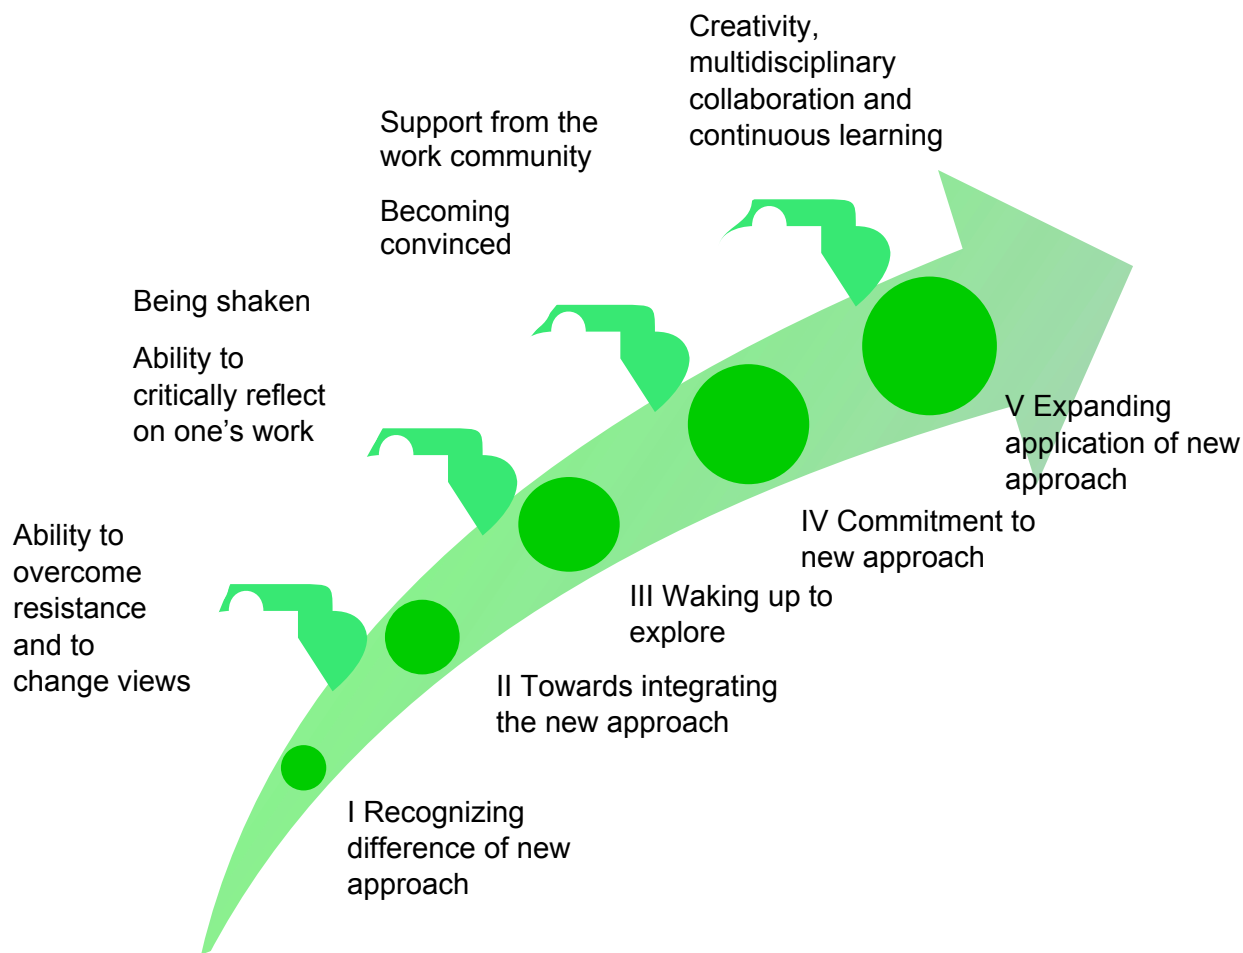 Creativity,
multidisciplinary
collaboration and
continuous learning
Support from the
work community
Becoming
convinced
Being shaken
Ability to
critically reflect
on one’s work
Ability to
overcome
resistance
and to
change views
V Expanding
application of new
approach
IV Commitment to
new approach
III Waking up to
explore
II Towards integrating
the new approach
I Recognizing
difference of new
approach